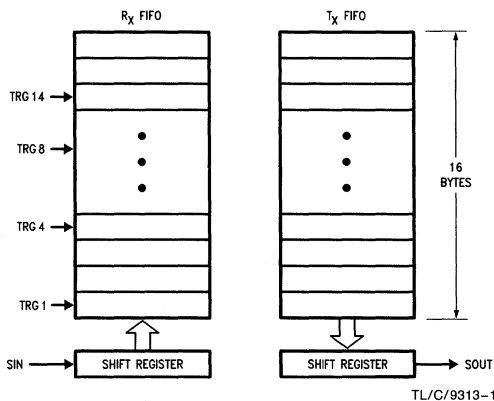 RX FIFO
TX FIFO
TRG 14
TRG 8
16
BYTES
TRG 4
TRG 1
SIN
SHIFT REGISTER
SHIFT REGISTER
SOUT
TL/C/9313-1